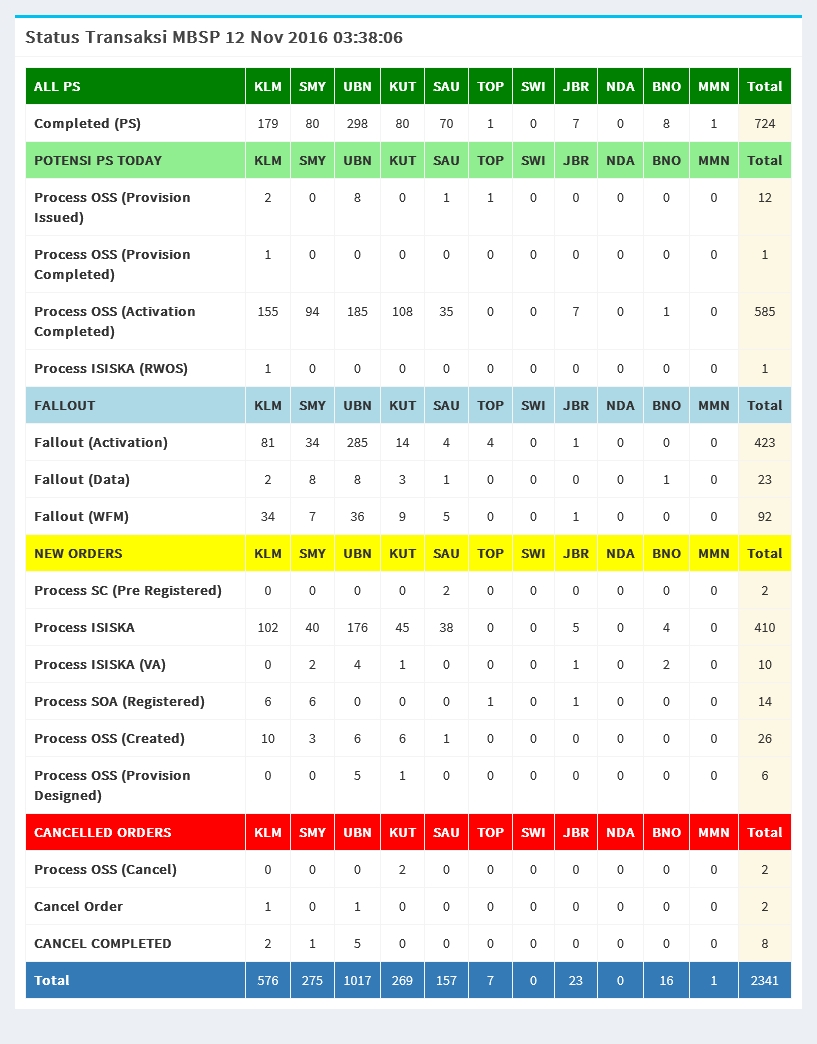 Status Transaksi MBSP 12 Nov 2016 03:38:06
ALL PS KLM SMY UBN KUT SAU TOP SWI JBR NDA BNO MMN Total
Completed (PS) 179 80 298 80 70 1 0 7 0 8 1 724
POTENSI PS TODAY KLM SMY UBN KUT SAU TOP SWI JBR NDA BNO MMN Total
Process OSS (Provision 2 0 8 0 1 1 0 0 0 0 0 12
Issued)
Process OSS (Provision 1 0 0 0 0 0 0 0 0 0 0 1
Completed)
Process OSS (Activation 155 94 185 108 35 0 0 7 0 1 0 585
Completed)
Process ISISKA (RWOS) 1 0 0 0 0 0 0 0 0 0 0 1
FALLOUT KLM SMY UBN KUT SAU TOP SWI JBR NDA BNO MMN Total
Fallout (Activation) 81 34 285 14 4 4 0 1 0 0 0 423
Fallout (Data) 2 8 8 3 1 0 0 0 0 1 0 23
Fallout (WFM) 34 7 36 9 5 0 0 1 0 0 0 92
NEW ORDERS KLM SMY UBN KUT SAU TOP SWI JBR NDA BNO MMN Total
Process SC (Pre Registered) 0 0 0 0 2 0 0 0 0 0 0 2
Process ISISKA 102 40 176 45 38 0 0 5 0 4 0 410
Process ISISKA (VA) 0 2 4 1 0 0 0 1 0 2 0 10
Process SOA (Registered) 6 6 0 0 0 1 0 1 0 0 0 14
Process OSS (Created) 10 3 6 6 1 0 0 0 0 0 0 26
Process OSS (Provision 0 0 5 1 0 0 0 0 0 0 0 6
Designed)
CANCELLED ORDERS KLM SMY UBN KUT SAU TOP SWI JBR NDA BNO MMN Total
Process OSS (Cancel) 0 0 0 2 0 0 0 0 0 0 0 2
Cancel Order 1 0 1 0 0 0 0 0 0 0 0 2
CANCEL COMPLETED 2 1 5 0 0 0 0 0 0 0 0 8
Total 576 275 1017 269 157 7 0 23 0 16 1 2341